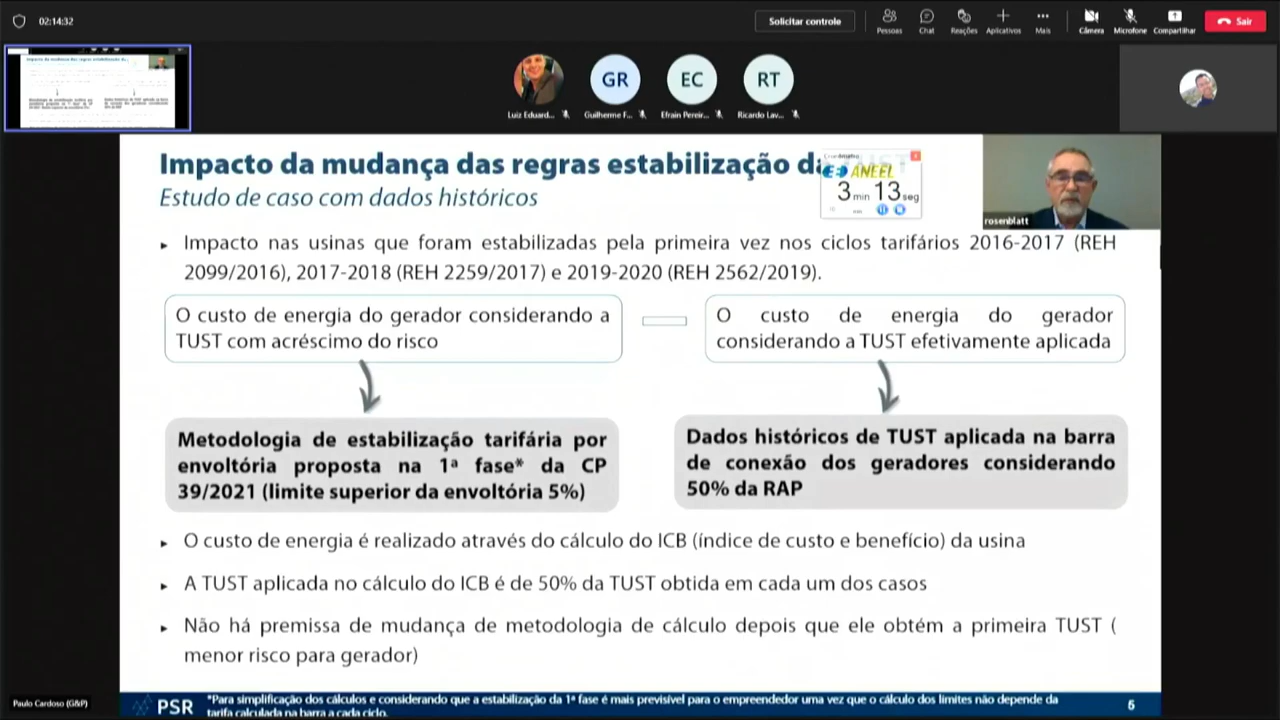 02:14:32
Solicitar controle
Pessoas
Chat
Reações
Aplicativos
Mais
Câmera
Microfone
Compartilhar
Sair
GR
EC
RT
Luiz Eduard...
Guilherme F...
Efrain Pereir...
Ricardo Lav...
Impacto da mudança das regras estabilização da TUST
Estudo de caso com dados históricos
Cronômetro
ANEEL
3 min 13 seg
rosenblatt
▸ Impacto nas usinas que foram estabilizadas pela primeira vez nos ciclos tarifários 2016-2017 (REH
2099/2016), 2017-2018 (REH 2259/2017) e 2019-2020 (REH 2562/2019).
O custo de energia do gerador considerando a
TUST com acréscimo do risco
O custo de energia do gerador
considerando a TUST efetivamente aplicada
Metodologia de estabilização tarifária por
envoltória proposta na 1ª fase* da CP
39/2021 (limite superior da envoltória 5%)
Dados históricos de TUST aplicada na barra
de conexão dos geradores considerando
50% da RAP
▸ O custo de energia é realizado através do cálculo do ICB (índice de custo e benefício) da usina
▸ A TUST aplicada no cálculo do ICB é de 50% da TUST obtida em cada um dos casos
▸ Não há premissa de mudança de metodologia de cálculo depois que ele obtém a primeira TUST (
menor risco para gerador)
Paulo Cardoso (G&P)
PSR
*Para simplificação dos cálculos e considerando que a estabilização da 1ª fase é mais previsível para o empreendedor uma vez que o cálculo dos limites não depende da
tarifa calculada na barra a cada ciclo.
5